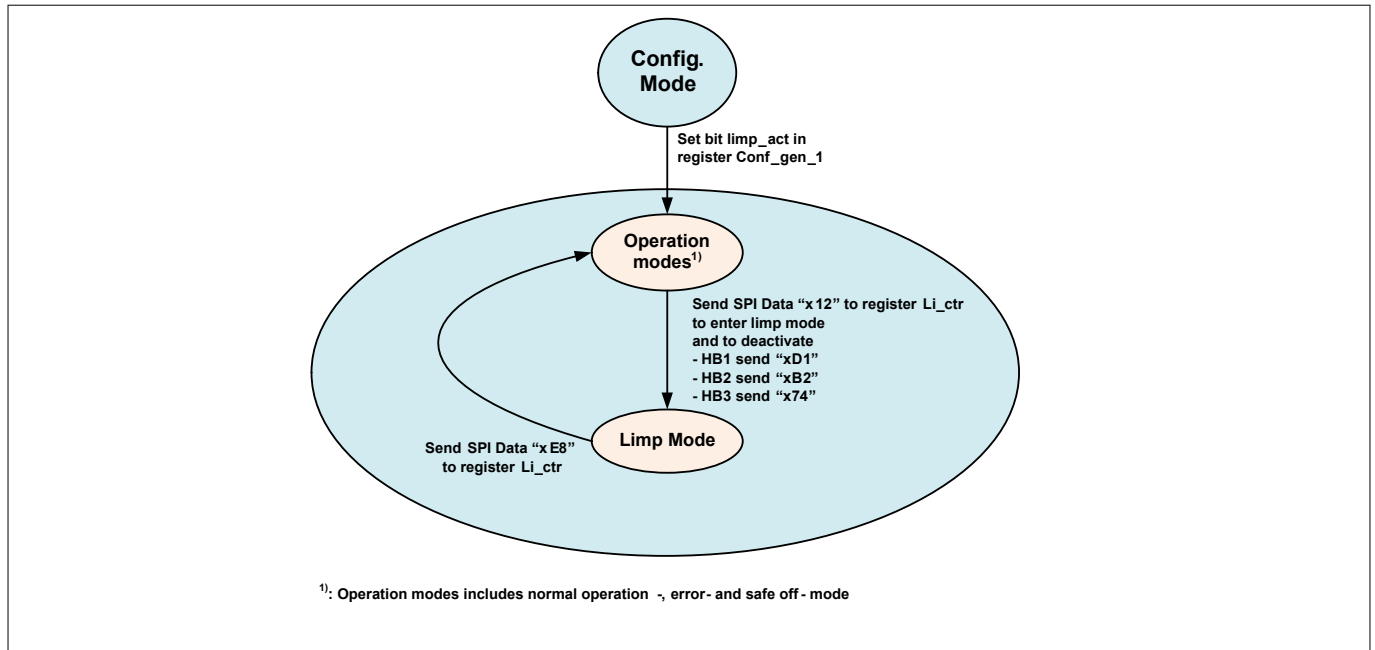 Config.
Mode
Set bit limp_act in
register Conf_gen_1
Operation
modes1)
Send SPI Data “x12” to register Li_ctr
to enter limp mode
and to deactivate
- HB1 send “xD1”
- HB2 send “xB2”
- HB3 send “x74”
Limp Mode
Send SPI Data “xE8”
to register Li_ctr
1): Operation modes includes normal operation -, error- and safe off - mode